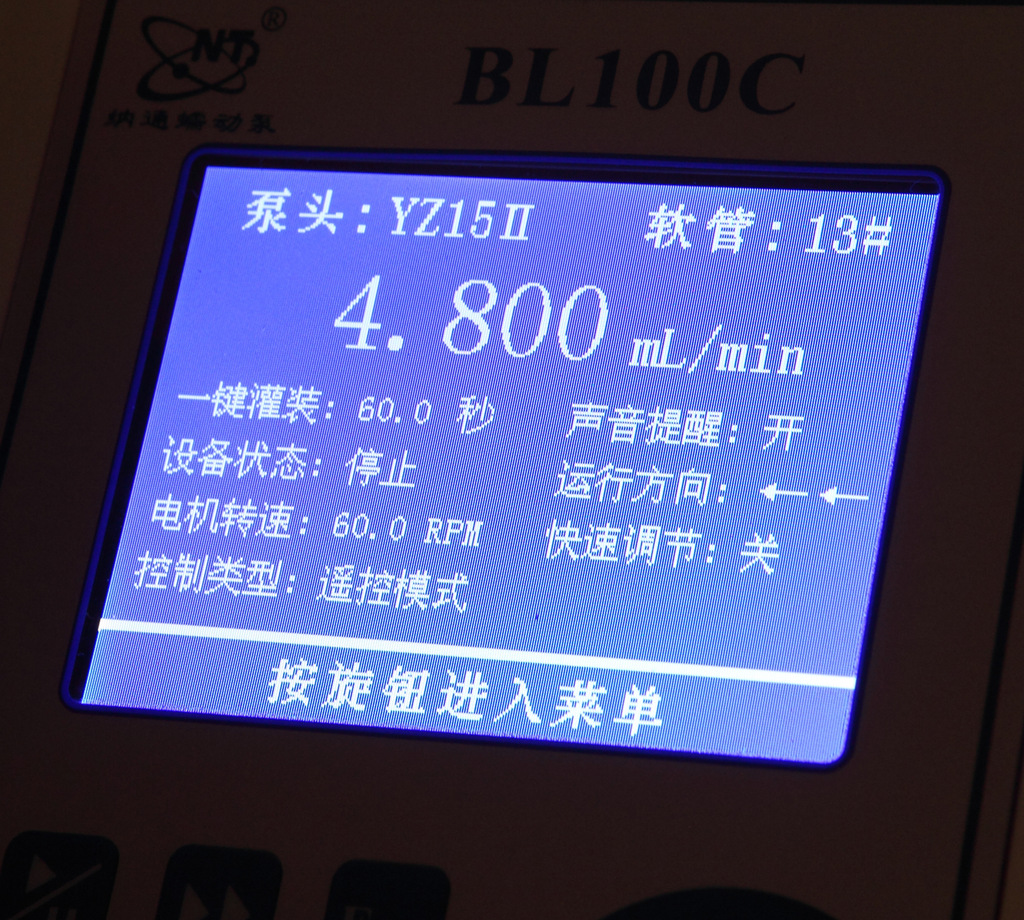 NT®
纳通蠕动泵
BL100C
泵头：YZ15Ⅱ 软管：13#
4.800 mL/min
一键灌装：60.0 秒 声音提醒：开
设备状态：停止 运行方向：←←
电机转速：60.0 RPM 快速调节：关
控制类型：遥控模式
按旋钮进入菜单